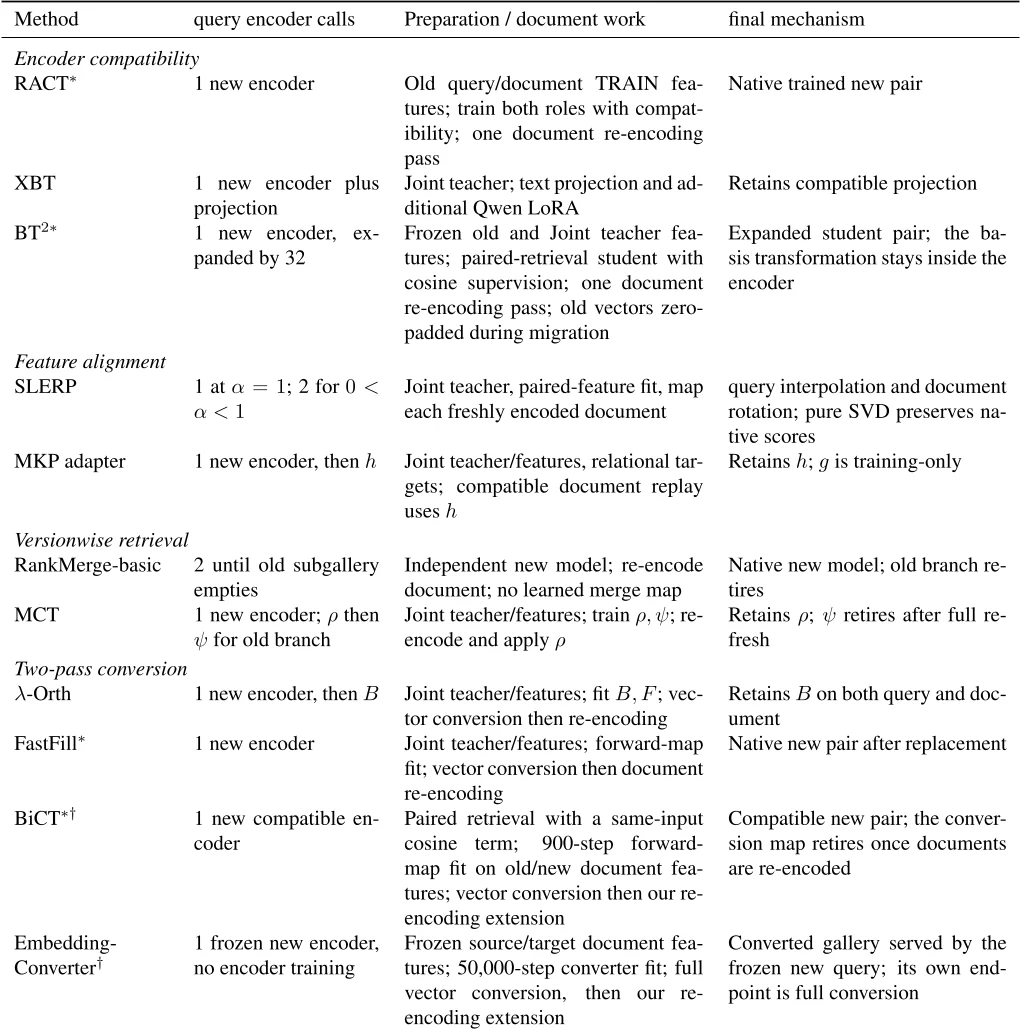 Method query encoder calls Preparation / document work final mechanism
Encoder compatibility
RACT* 1 new encoder Old query/document TRAIN fea- Native trained new pair
tures; train both roles with compat-
ibility; one document re-encoding
pass
XBT 1 new encoder plus Joint teacher; text projection and ad- Retains compatible projection
projection ditional Qwen LoRA
BT²* 1 new encoder, ex- Frozen old and Joint teacher fea- Expanded student pair; the ba-
panded by 32 tures; paired-retrieval student with sis transformation stays inside the
cosine supervision; one document encoder
re-encoding pass; old vectors zero-
padded during migration
Feature alignment
SLERP 1 at α = 1; 2 for 0 < Joint teacher, paired-feature fit, map query interpolation and document
α < 1 each freshly encoded document rotation; pure SVD preserves na-
tive scores
MKP adapter 1 new encoder, then h Joint teacher/features, relational tar- Retains h; g is training-only
gets; compatible document replay
uses h
Versionwise retrieval
RankMerge-basic 2 until old subgallery Independent new model; re-encode Native new model; old branch re-
empties document; no learned merge map tires
MCT 1 new encoder; ρ then Joint teacher/features; train ρ, ψ; re- Retains ρ; ψ retires after full re-
ψ for old branch encode and apply ρ fresh
Two-pass conversion
λ-Orth 1 new encoder, then B Joint teacher/features; fit B, F; vec- Retains B on both query and doc-
tor conversion then re-encoding ument
FastFill* 1 new encoder Joint teacher/features; forward-map Native new pair after replacement
fit; vector conversion then document
re-encoding
BiCT*† 1 new compatible en- Paired retrieval with a same-input Compatible new pair; the conver-
coder cosine term; 900-step forward- sion map retires once documents
map fit on old/new document fea- are re-encoded
tures; vector conversion then our re-
encoding extension
Embedding- 1 frozen new encoder, Frozen source/target document fea- Converted gallery served by the
Converter† no encoder training tures; 50,000-step converter fit; full frozen new query; its own end-
vector conversion, then our re- point is full conversion
encoding extension